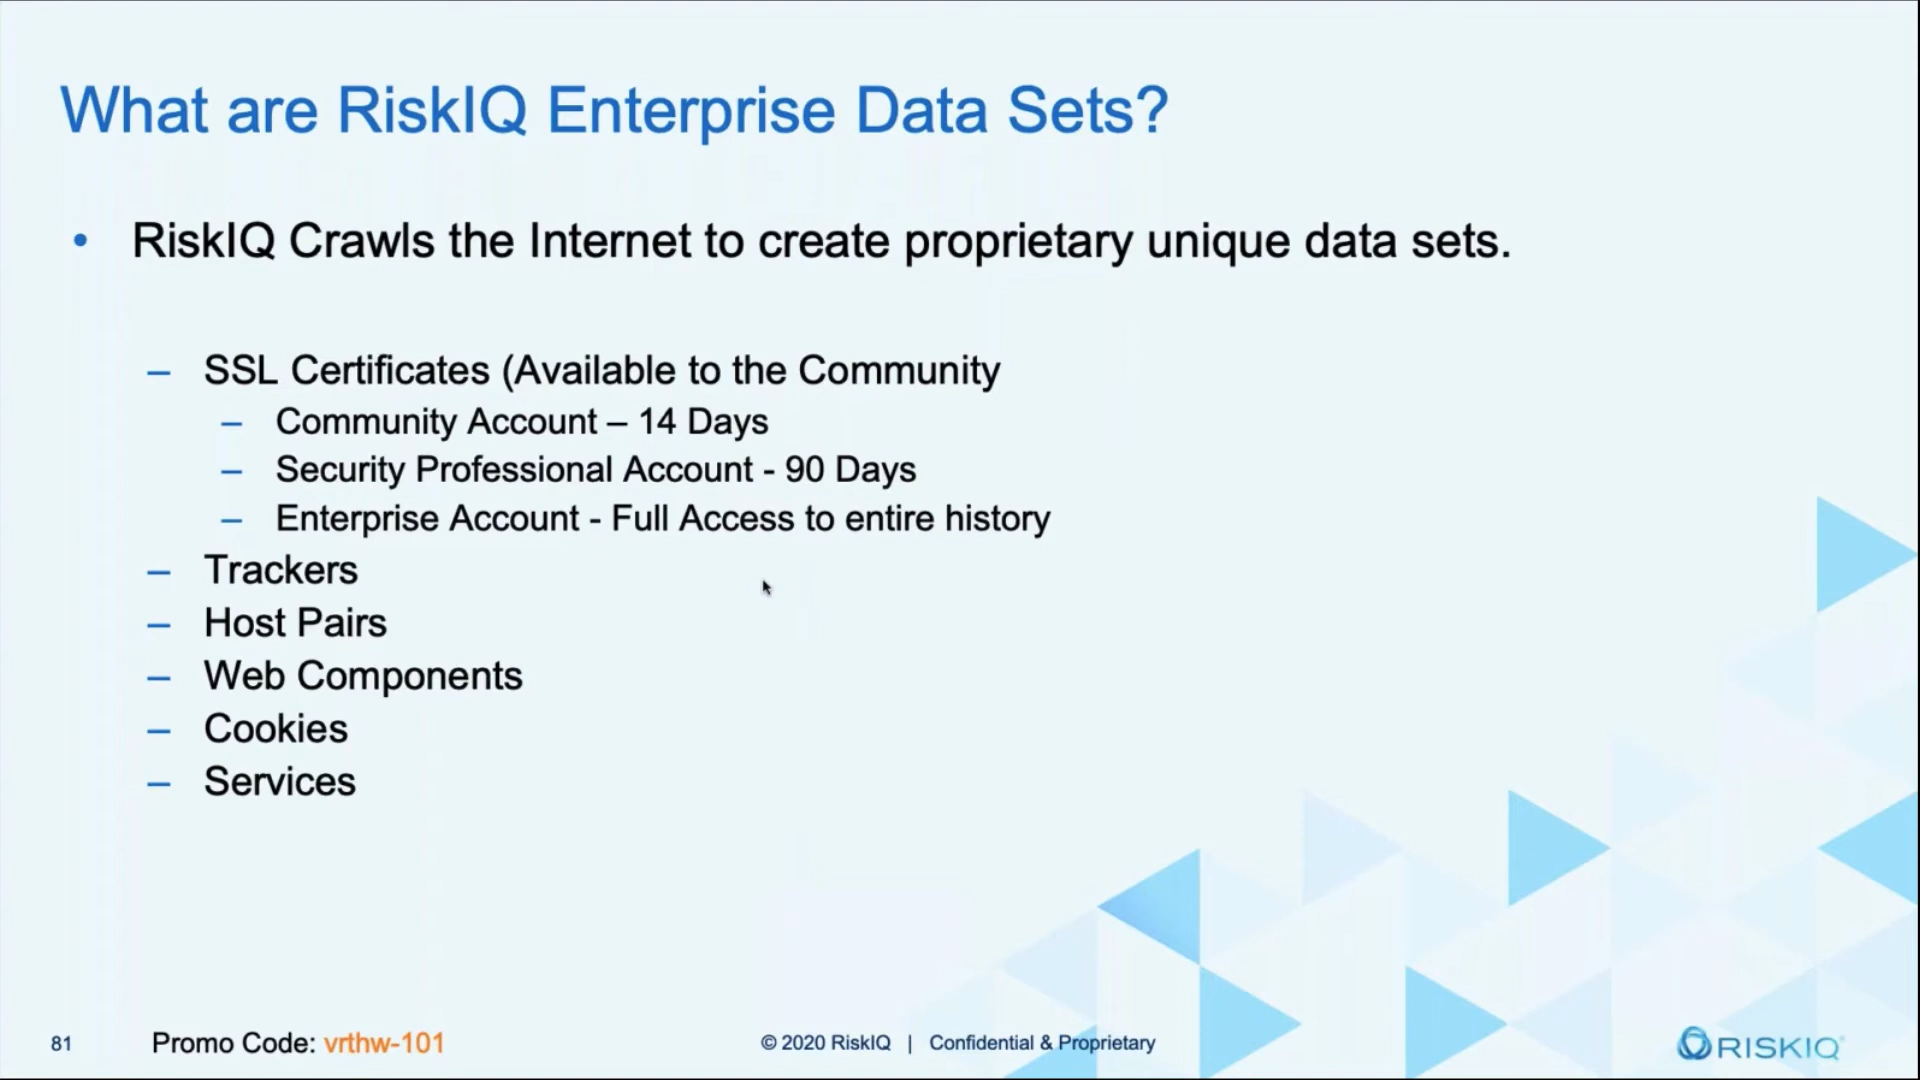 What are RiskIQ Enterprise Data Sets?
• RiskIQ Crawls the Internet to create proprietary unique data sets.
– SSL Certificates (Available to the Community
– Community Account – 14 Days
– Security Professional Account - 90 Days
– Enterprise Account - Full Access to entire history
– Trackers
– Host Pairs
– Web Components
– Cookies
– Services
81 Promo Code: vrthw-101 © 2020 RiskIQ | Confidential & Proprietary RISKIQ